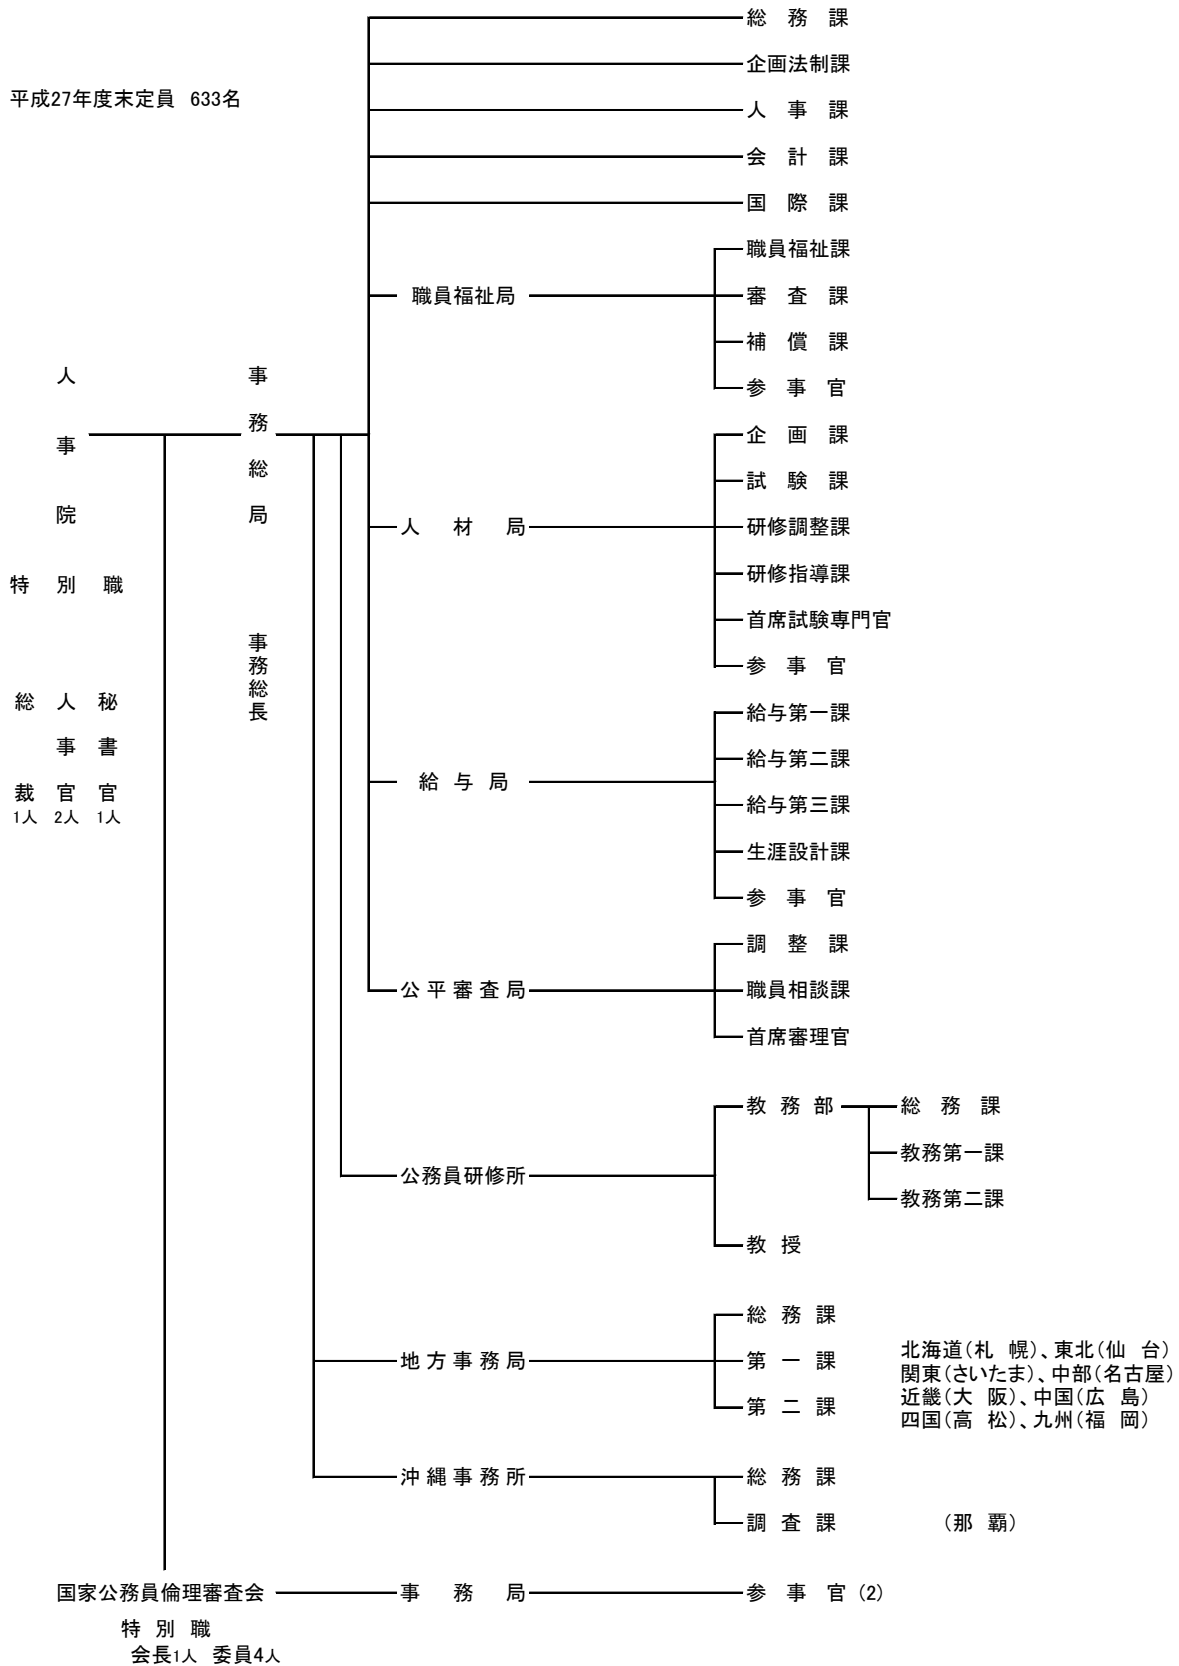 平成27年度末定員 633名
人事院
特別職
総裁 1人
人事官 2人
秘書官 1人
事務総局
事務総長
総務課
企画法制課
人事課
会計課
国際課
職員福祉局
職員福祉課
審査課
補償課
参事官
人材局
企画課
試験課
研修調整課
研修指導課
首席試験専門官
参事官
給与局
給与第一課
給与第二課
給与第三課
生涯設計課
参事官
公平審査局
調整課
職員相談課
首席審理官
公務員研修所
教務部
総務課
教務第一課
教務第二課
教授
地方事務局
総務課
第一課
第二課
北海道(札 幌)、東北(仙 台)
関東(さいたま)、中部(名古屋)
近畿(大 阪)、中国(広 島)
四国(高 松)、九州(福 岡)
沖縄事務所
総務課
調査課 (那 覇)
国家公務員倫理審査会
事務局
参事官(2)
特別職
会長1人 委員4人